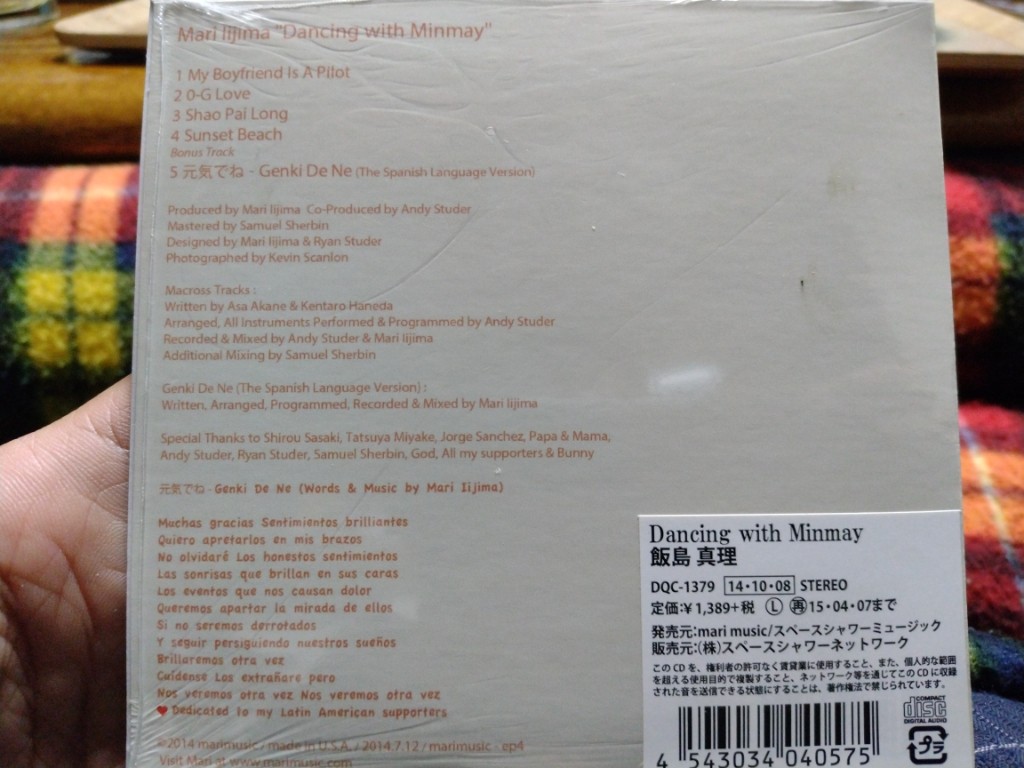 Mari Iijima "Dancing with Minmay"
1 My Boyfriend Is A Pilot
2 0-G Love
3 Shao Pai Long
4 Sunset Beach
Bonus Track
5 元気でね - Genki De Ne (The Spanish Language Version)
Produced by Mari Iijima Co-Produced by Andy Studer
Mastered by Samuel Sherbin
Designed by Mari Iijima & Ryan Studer
Photographed by Kevin Scanlon
Macross Tracks :
Written by Asa Akane & Kentaro Haneda
Arranged, All Instruments Performed & Programmed by Andy Studer
Recorded & Mixed by Andy Studer & Mari Iijima
Additional Mixing by Samuel Sherbin
Genki De Ne (The Spanish Language Version) :
Written, Arranged, Programmed, Recorded & Mixed by Mari Iijima
Special Thanks to Shirou Sasaki, Tatsuya Miyake, Jorge Sanchez, Papa & Mama,
Andy Studer, Ryan Studer, Samuel Sherbin, God, All my supporters & Bunny
元気でね - Genki De Ne (Words & Music by Mari Iijima)
Muchas gracias Sentimientos brilliantes
Quiero apretarlos en mis brazos
No olvidaré Los honestos sentimientos
Las sonrisas que brillan en sus caras
Los eventos que nos causan dolor
Queremos apartar la mirada de ellos
Si no seremos derrotados
Y seguir persiguiendo nuestros sueños
Brillaremos otra vez
Cuídense Los extrañare pero
Nos veremos otra vez Nos veremos otra vez
❤Dedicated to my Latin American supporters
©2014 marimusic / made in U.S.A. / 2014.7.12 / marimusic - ep4
Visit Mari at www.marimusic.com
Dancing with Minmay
飯島 真理
DQC-1379 14・10・08 STEREO
定価:¥1,389+税 Ⓛ 再15・04・07まで
発売元:mari music/スペースシャワーミュージック
販売元:(株)スペースシャワーネットワーク
このCDを、権利者の許可なく賃貸業に使用すること、また、個人的な範囲
を超える使用目的で複製すること、ネットワーク等を通じてこのCDに収録
された音を送信できる状態にすることは、著作権法で禁じられています。
COMPACT
disc
DIGITAL AUDIO
プラ
4 543034 040575